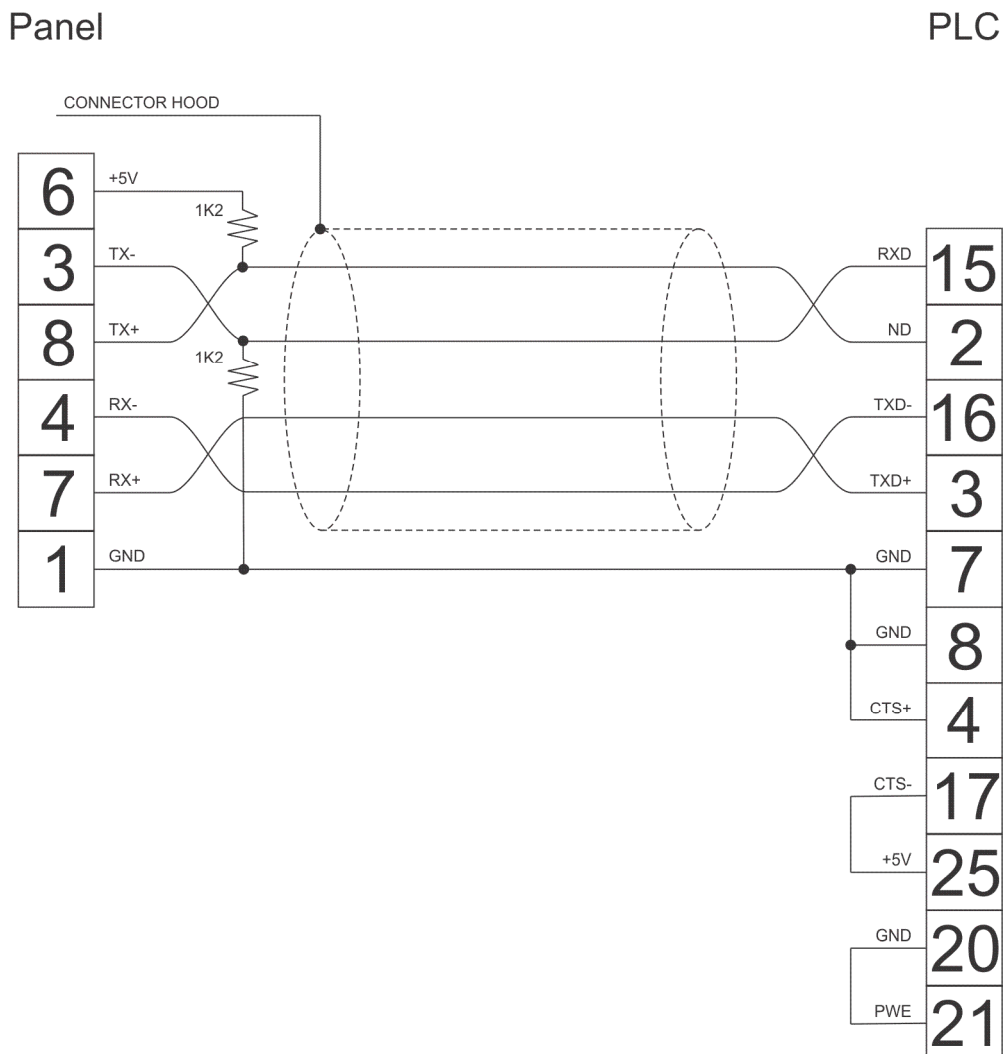 Panel
PLC
CONNECTOR HOOD
6
+5V
1K2
3
TX-
RXD
15
8
TX+
ND
2
1K2
4
RX-
TXD-
16
7
RX+
TXD+
3
1
GND
GND
7
GND
8
CTS+
4
CTS-
17
+5V
25
GND
20
PWE
21